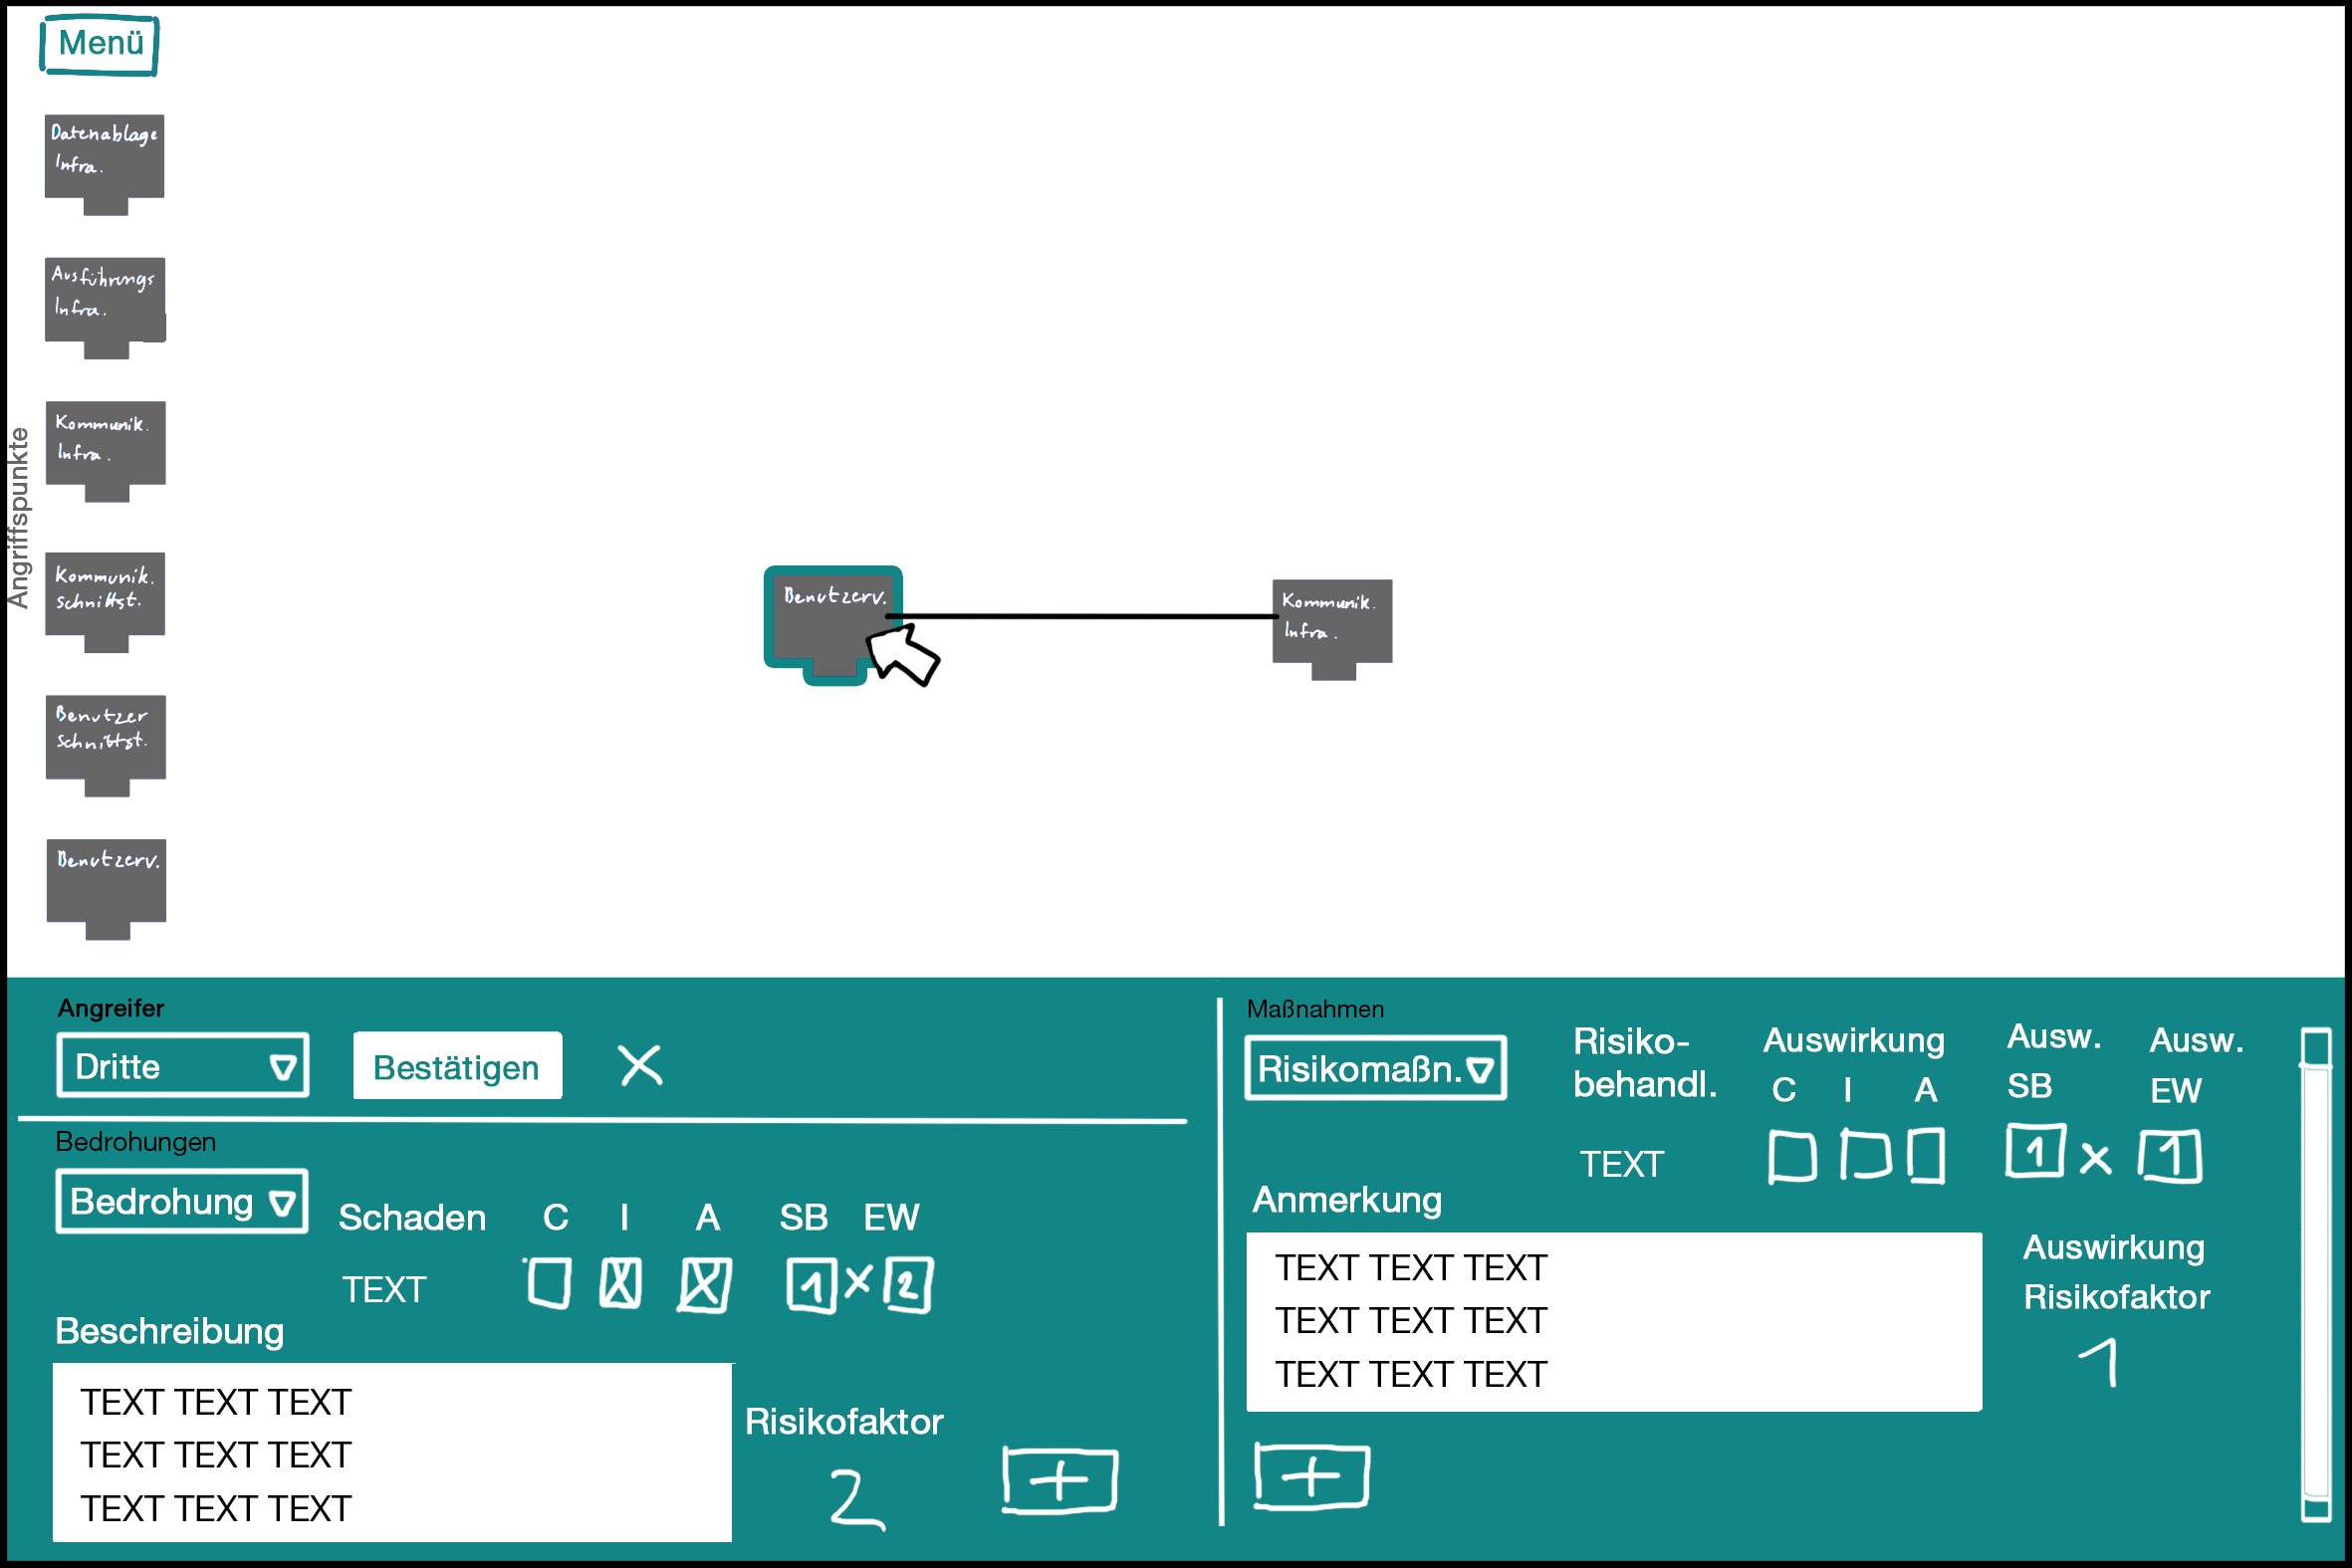 Menü
Datenablage
Infra.
Ausführungs
Infra.
Kommunik.
Infra.
Kommunik.
Schnittst.
Benutzer
Schnittst.
Benutzerv.
Angriffspunkte
Benutzerv.
Kommunik.
Infra.
Angreifer
Dritte
Bestätigen
Bedrohungen
Bedrohung
Schaden C I A SB EW
TEXT 1 x 2
Beschreibung
TEXT TEXT TEXT
TEXT TEXT TEXT
TEXT TEXT TEXT
Risikofaktor
2
+
Maßnahmen
Risikomaßn.
Risiko-
behandl.
TEXT
Auswirkung
C I A
Ausw.
SB
Ausw.
EW
1 x 1
Anmerkung
TEXT TEXT TEXT
TEXT TEXT TEXT
TEXT TEXT TEXT
Auswirkung
Risikofaktor
1
+